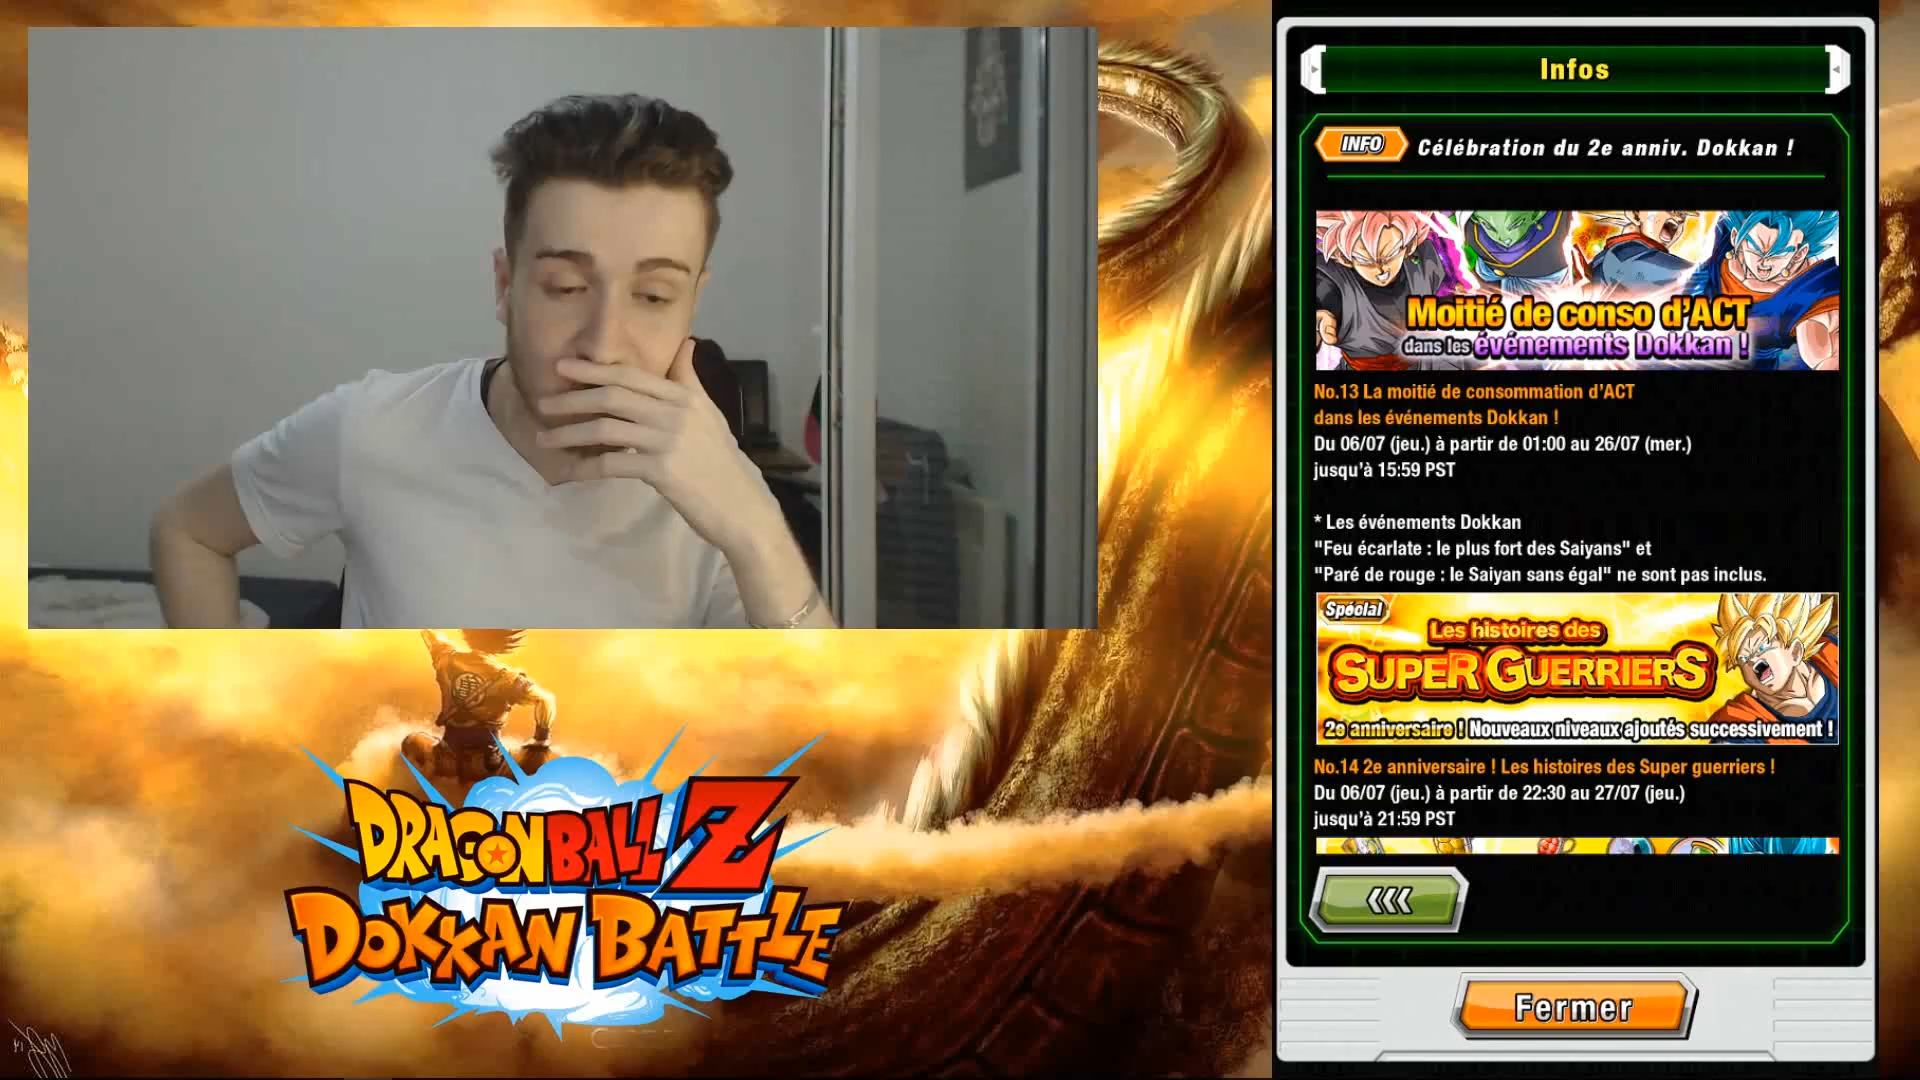 Infos
INFO Célébration du 2e anniv. Dokkan !
Moitié de conso d'ACT
dans les événements Dokkan !
No.13 La moitié de consommation d'ACT
dans les événements Dokkan !
Du 06/07 (jeu.) à partir de 01:00 au 26/07 (mer.)
jusqu'à 15:59 PST
* Les événements Dokkan
"Feu écarlate : le plus fort des Saiyans" et
"Paré de rouge : le Saiyan sans égal" ne sont pas inclus.
Spécial
Les histoires des
SUPER GUERRIERS
2e anniversaire ! Nouveaux niveaux ajoutés successivement !
No.14 2e anniversaire ! Les histoires des Super guerriers !
Du 06/07 (jeu.) à partir de 22:30 au 27/07 (jeu.)
jusqu'à 21:59 PST
Fermer
DRAGONBALL Z
DOKKAN BATTLE